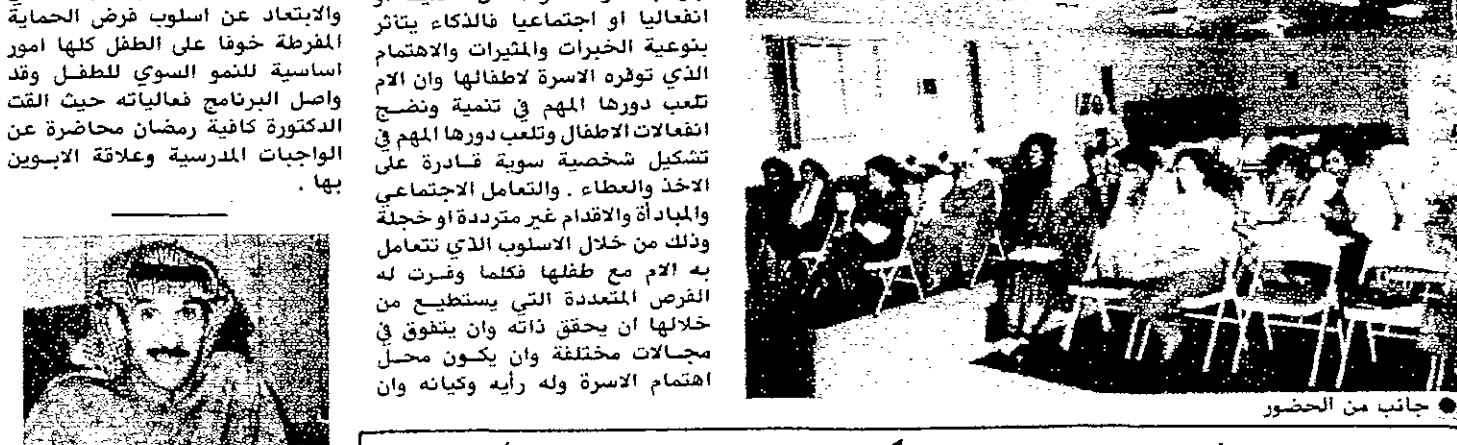 ● جانب من الحضور
انفعاليا او اجتماعيا فالذكاء يتاثر
بنوعية الخبرات والمثيرات والاهتمام
الذي توفره الاسرة لاطفالها وان الام
تلعب دورها المهم في تنمية ونضج
انفعالات الاطفال وتلعب دورها المهم في
تشكيل شخصية سوية قادرة على
الاخذ والعطاء . والتعامل الاجتماعي
والمبادأة والاقدام غير مترددة او خجلة
وذلك من خلال الاسلوب الذي تتعامل
به الام مع طفلها فكلما وفرت له
الفرص المتعددة التي يستطيع من
خلالها ان يحقق ذاته وان يتفوق في
مجالات مختلفة وان يكون محل
اهتمام الاسرة وله رأيه وكيانه وان
والابتعاد عن اسلوب فرض الحماية
المفرطة خوفا على الطفل كلها امور
اساسية للنمو السوي للطفل وقد
واصل البرنامج فعالياته حيث القت
الدكتورة كافية رمضان محاضرة عن
الواجبات المدرسية وعلاقة الابوين
بها .